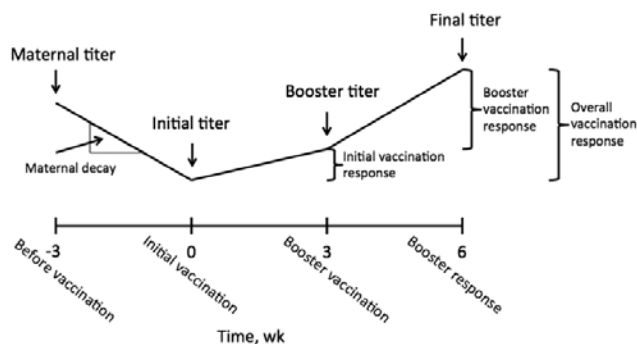 Final titer
Maternal titer
Booster titer
Initial titer
Booster
vaccination
response
Overall
vaccination
response
Maternal decay
Initial vaccination
response
-3
0
3
6
Before vaccination
Initial vaccination
Booster vaccination
Booster response
Time, wk